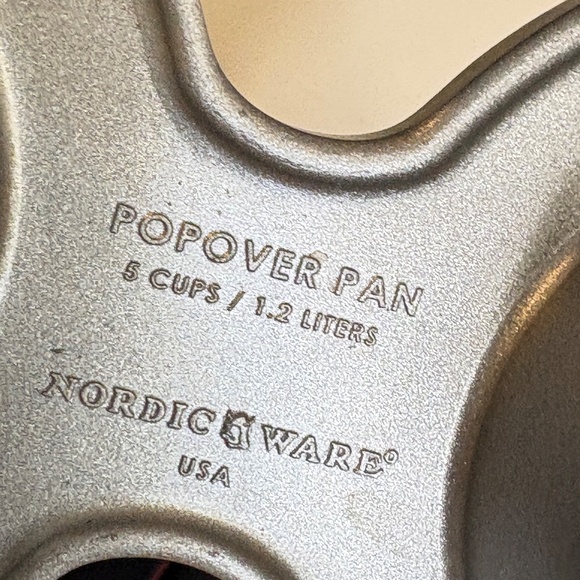 POPOVER PAN
5 CUPS / 1.2 LITERS
NORDIC WARE®
USA